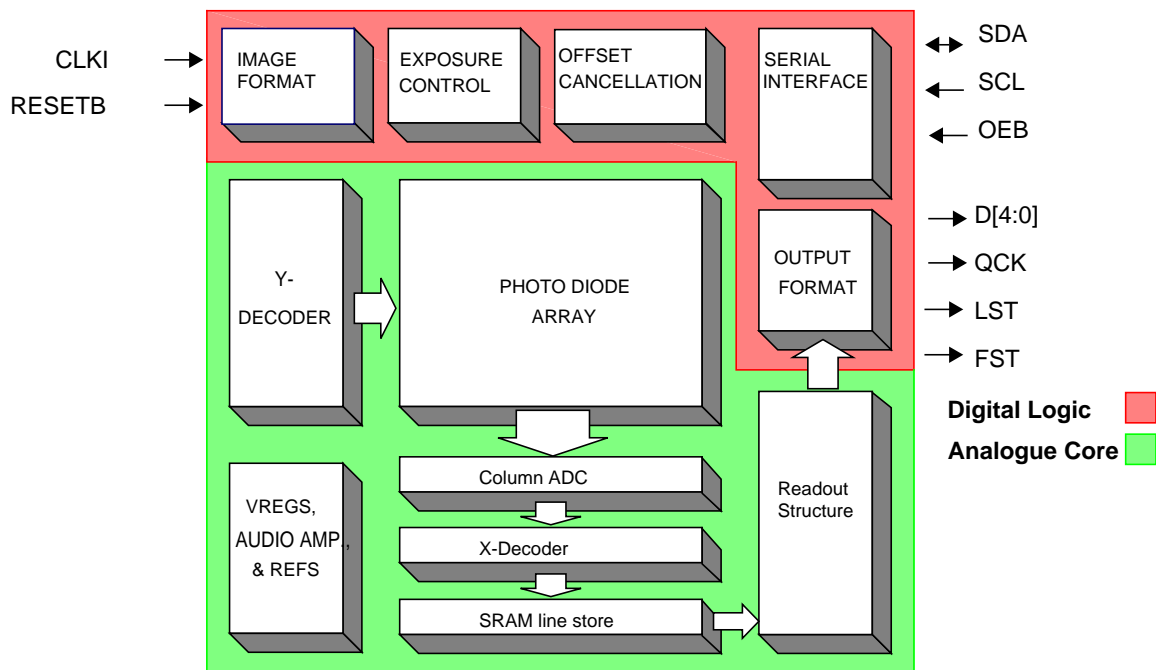 CLKI
RESETB
IMAGE
FORMAT
EXPOSURE
CONTROL
OFFSET
CANCELLATION
SERIAL
INTERFACE
SDA
SCL
OEB
Y-
DECODER
PHOTO DIODE
ARRAY
OUTPUT
FORMAT
D[4:0]
QCK
LST
FST
Digital Logic
Analogue Core
VREGS,
AUDIO AMP.,
& REFS
Column ADC
X-Decoder
SRAM line store
Readout
Structure